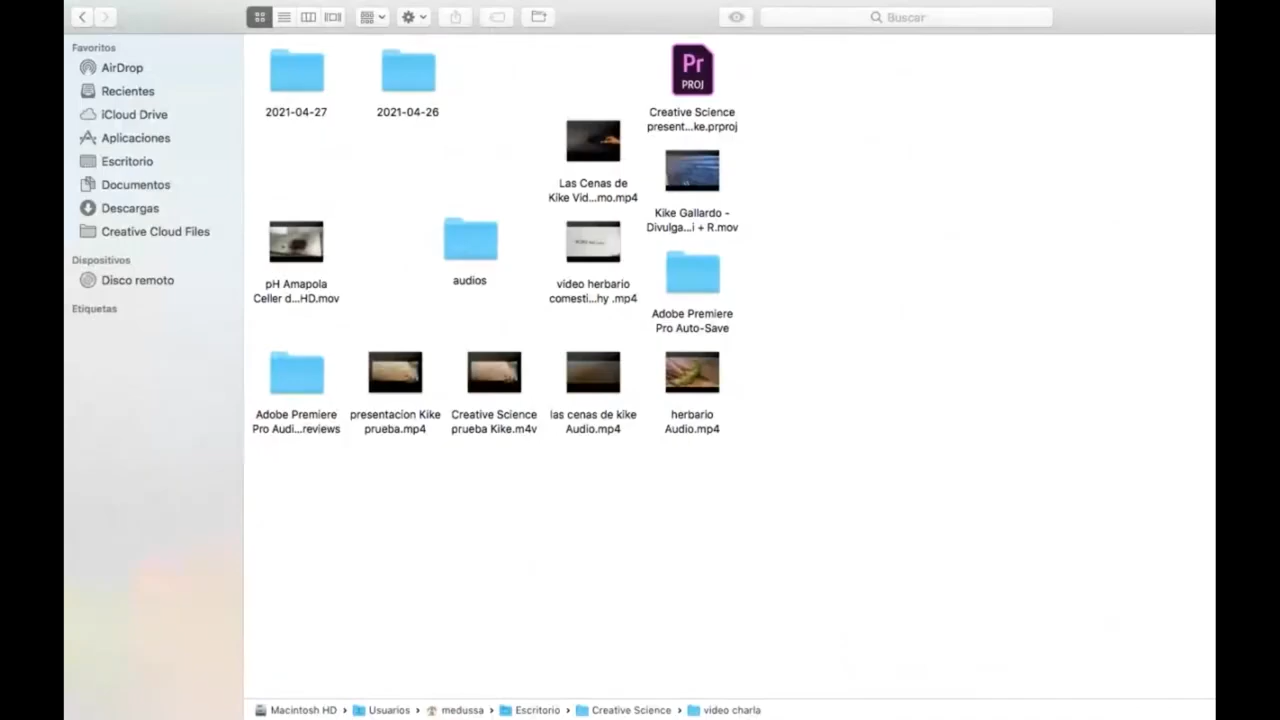 Buscar
Favoritos
AirDrop
Recientes
iCloud Drive
Aplicaciones
Escritorio
Documentos
Descargas
Creative Cloud Files
Dispositivos
Disco remoto
Etiquetas
2021-04-27
2021-04-26
Pr
PROJ
Creative Science
present...ke.prproj
Las Cenas de
Kike Vid...mo.mp4
Kike Gallardo -
Divulga...i + R.mov
pH Amapola
Celler d...HD.mov
audios
video herbario
comesti...hy .mp4
Adobe Premiere
Pro Auto-Save
Adobe Premiere
Pro Audi...reviews
presentacion Kike
prueba.mp4
Creative Science
prueba Kike.m4v
las cenas de kike
Audio.mp4
herbario
Audio.mp4
Macintosh HD › Usuarios › medussa › Escritorio › Creative Science › video charla